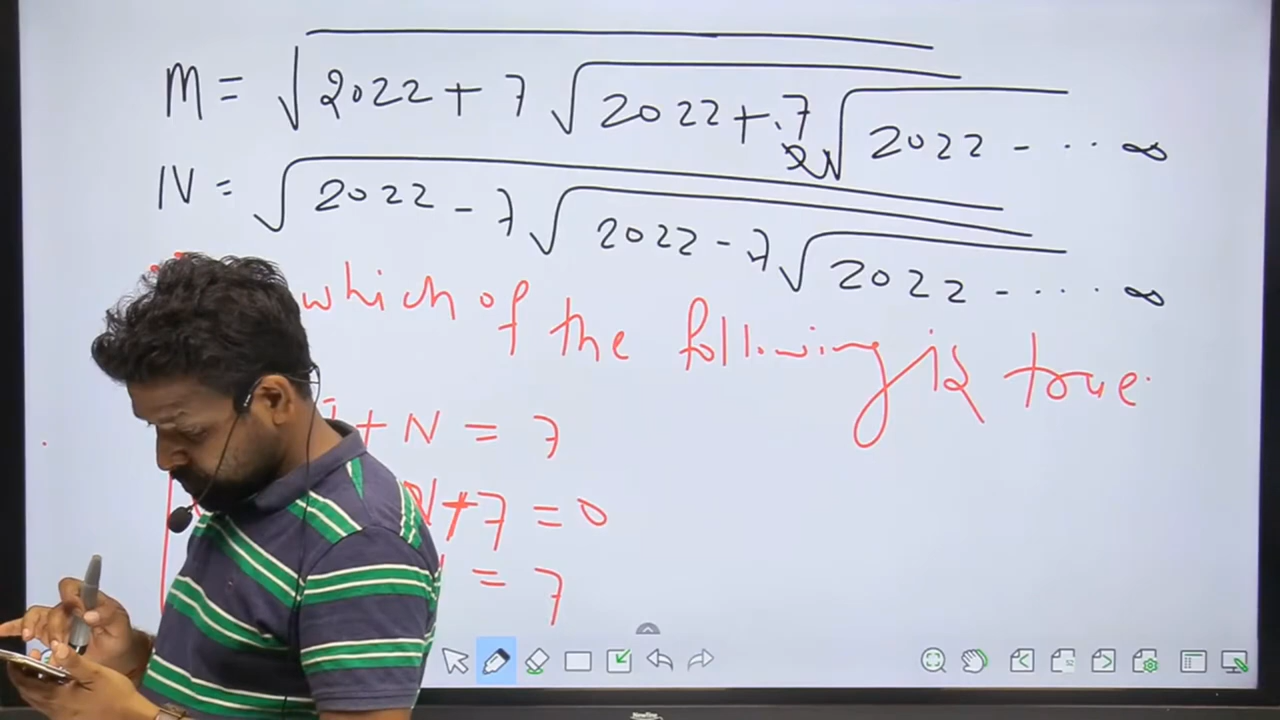 M = √2022 + 7 √2022 + 7 √2022 - ... ∞
N = √2022 - 7 √2022 - 7 √2022 - .... ∞
which of the following is true
+ N = 7
+ 7 = 0
= 7